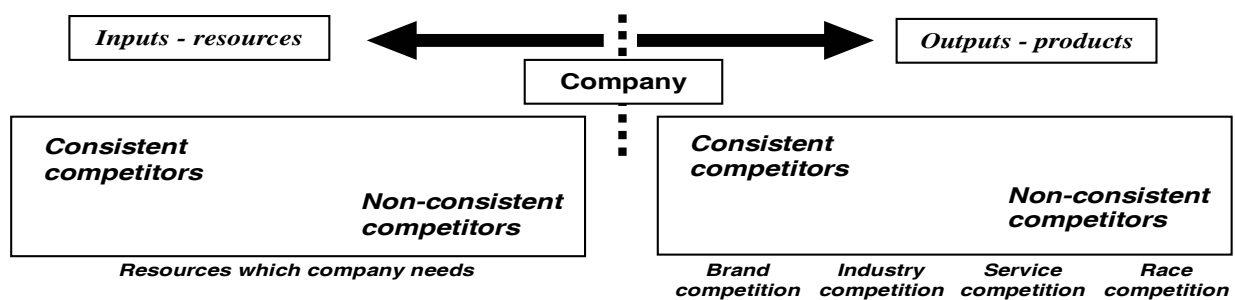 Inputs - resources
Outputs - products
Company
Consistent
competitors
Non-consistent
competitors
Consistent
competitors
Non-consistent
competitors
Resources which company needs
Brand
competition
Industry
competition
Service
competition
Race
competition